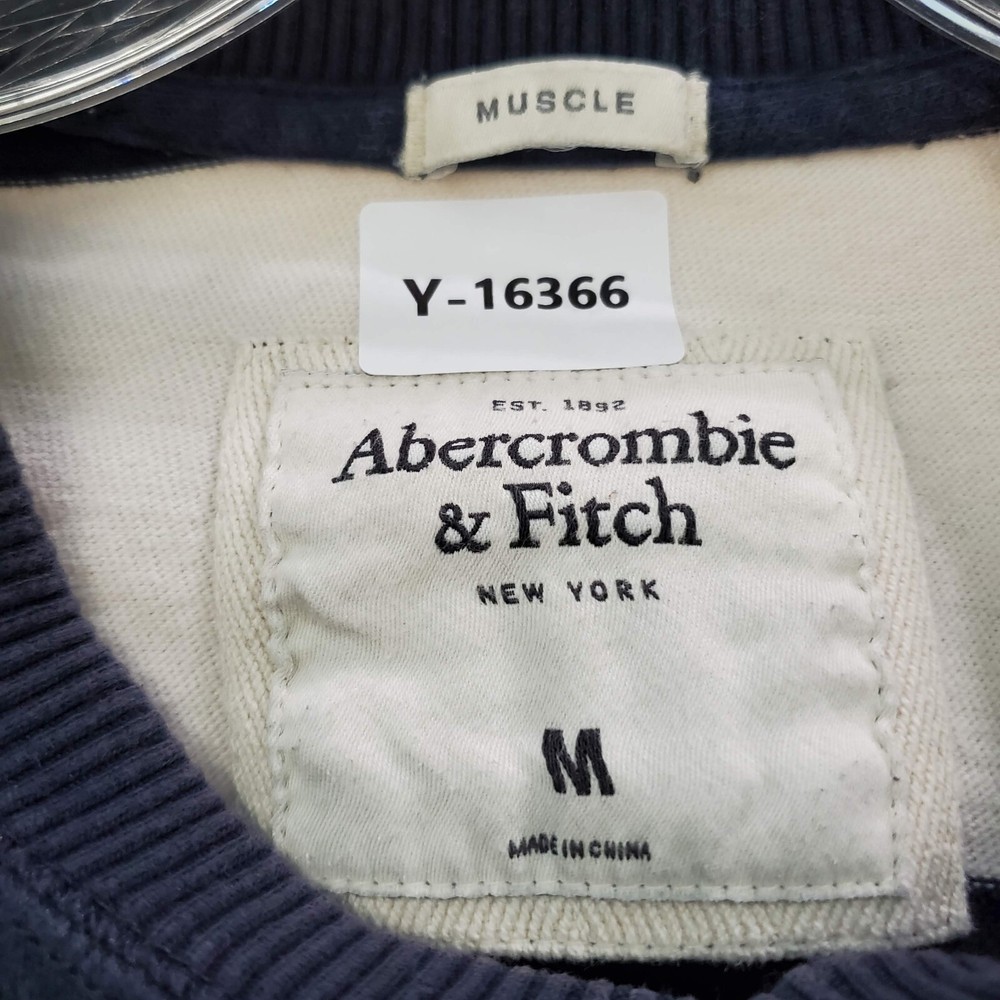 MUSCLE
Y-16366
EST. 1892
Abercrombie
& Fitch
NEW YORK
M
MADE IN CHINA